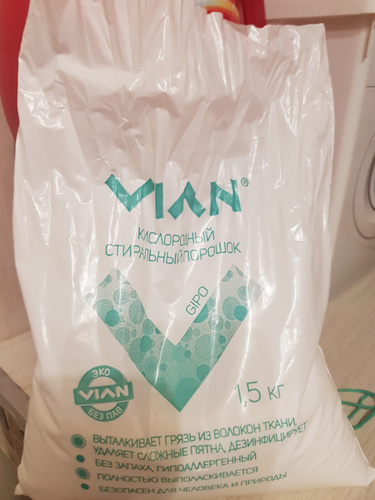 VIAN®
КИСЛОРОДНЫЙ
СТИРАЛЬНЫЙ ПОРОШОК
GIPO
1,5 КГ
ЭКО
VIAN
БЕЗ ПАВ
ВЫТАЛКИВАЕТ ГРЯЗЬ ИЗ ВОЛОКОН ТКАНИ,
УДАЛЯЕТ СЛОЖНЫЕ ПЯТНА, ДЕЗИНФИЦИРУЕТ
БЕЗ ЗАПАХА, ГИПОАЛЛЕРГЕННЫЙ
ПОЛНОСТЬЮ ВЫПОЛАСКИВАЕТСЯ
БЕЗОПАСЕН ДЛЯ ЧЕЛОВЕКА И ПРИРОДЫ